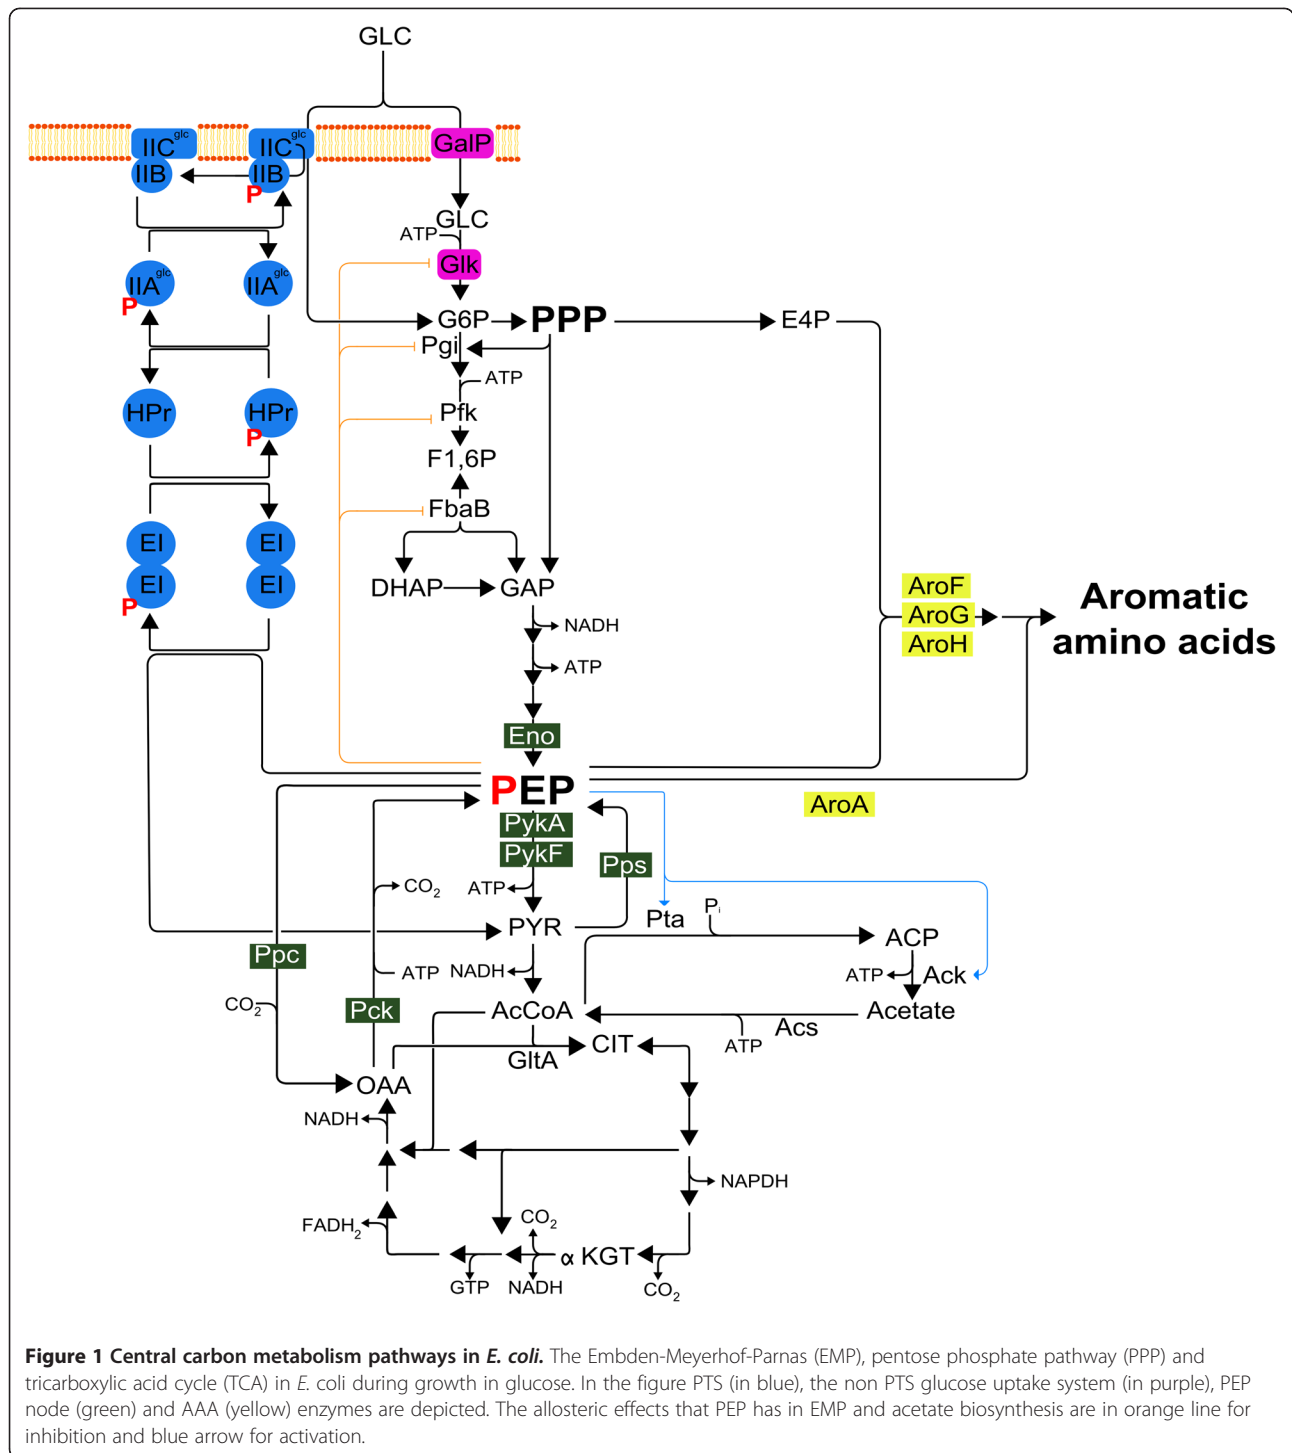 GLC
IIC glc
IIC glc
GalP
IIB
IIB
P
GLC
ATP
Glk
IIA glc
IIA glc
P
G6P
PPP
E4P
Pgi
ATP
HPr
HPr
P
Pfk
F1,6P
FbaB
EI
EI
EI
EI
P
DHAP
GAP
AroF
AroG
AroH
Aromatic
amino acids
NADH
ATP
Eno
PEP
AroA
PykA
PykF
Pps
ATP
CO2
Pta
Pi
PYR
ACP
Ppc
ATP
NADH
ATP
Ack
CO2
Pck
AcCoA
Acetate
Acs
ATP
GltA
CIT
OAA
NADH
NAPDH
FADH2
CO2
α KGT
GTP
NADH
CO2
Figure 1 Central carbon metabolism pathways in E. coli. The Embden-Meyerhof-Parnas (EMP), pentose phosphate pathway (PPP) and
tricarboxylic acid cycle (TCA) in E. coli during growth in glucose. In the figure PTS (in blue), the non PTS glucose uptake system (in purple), PEP
node (green) and AAA (yellow) enzymes are depicted. The allosteric effects that PEP has in EMP and acetate biosynthesis are in orange line for
inhibition and blue arrow for activation.